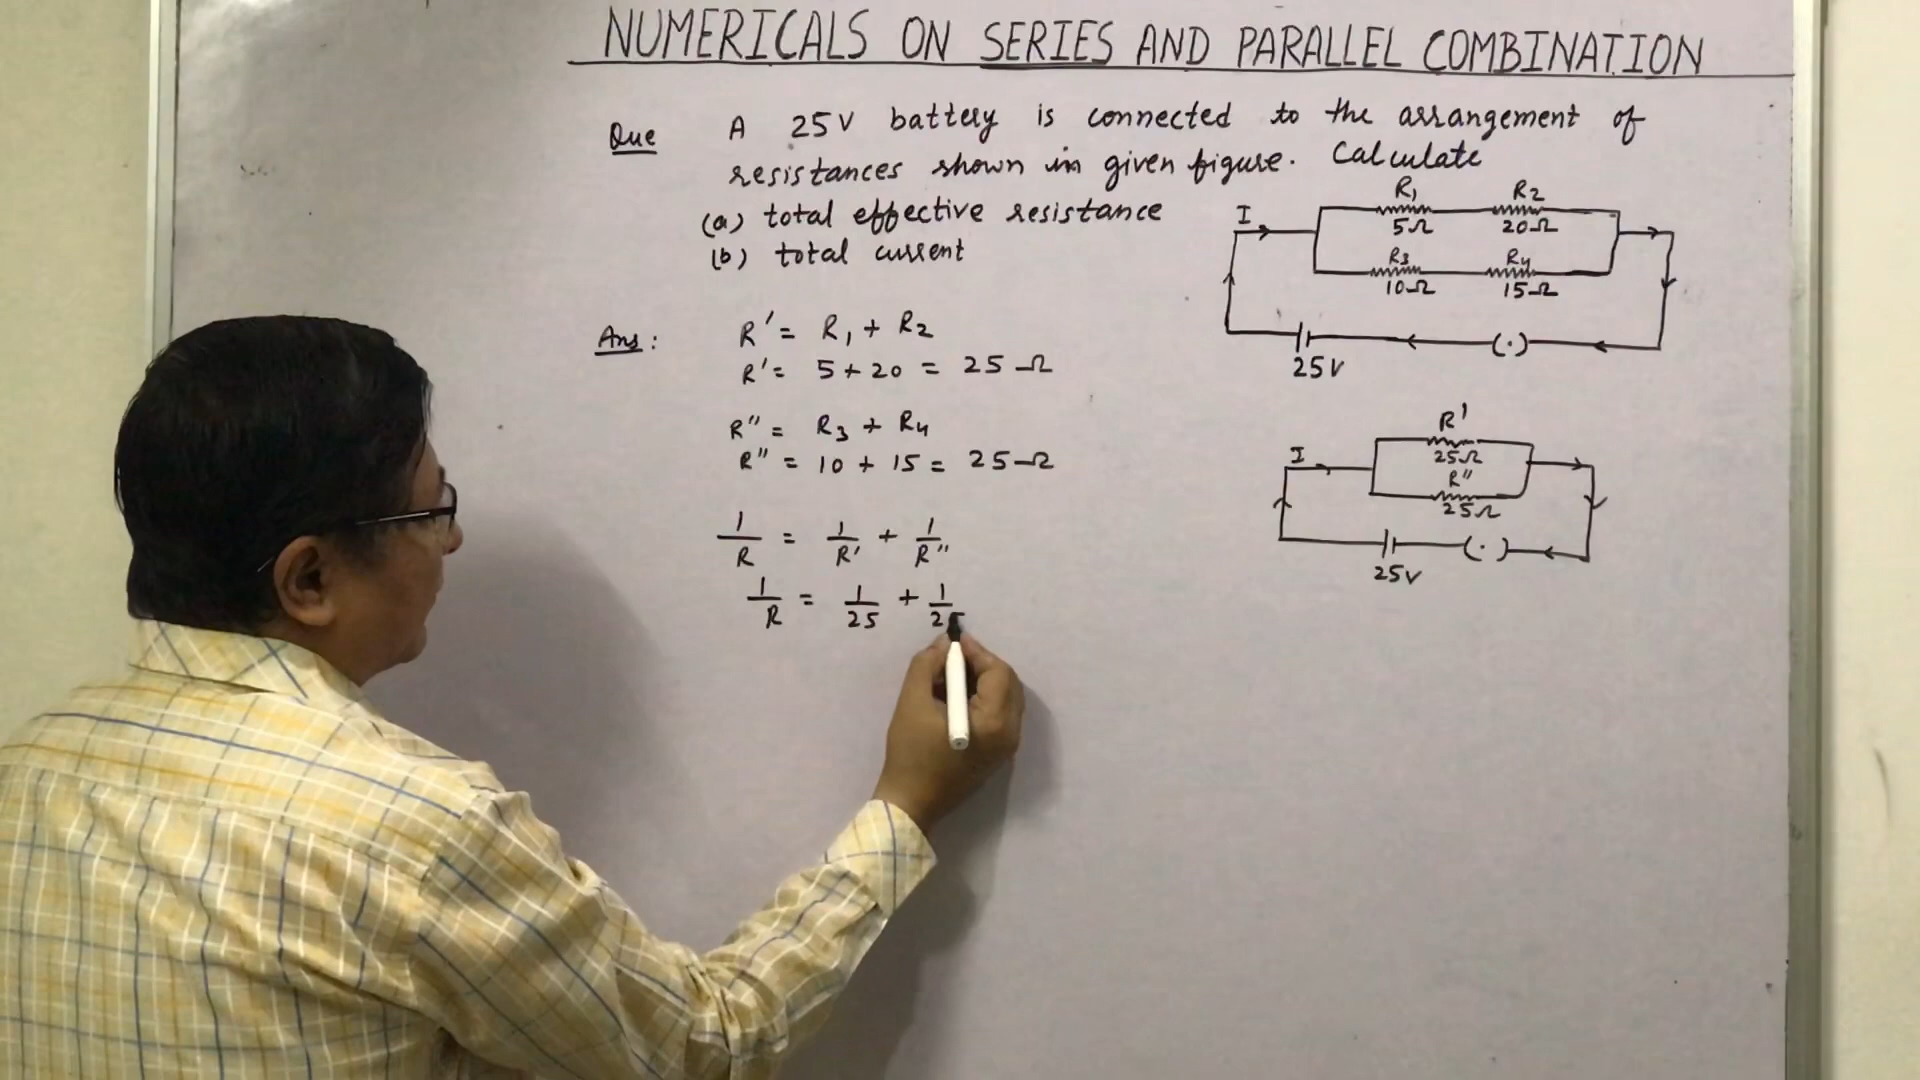 NUMERICALS ON SERIES AND PARALLEL COMBINATION
Que A 25V battery is connected to the arrangement of
resistances shown in given figure. Calculate
(a) total effective resistance
(b) total current
I R₁ R₂
5Ω 20Ω
R₃ R₄
10Ω 15Ω
(·)
25V
Ans: R' = R₁ + R₂
R' = 5 + 20 = 25 Ω
R" = R₃ + R₄
R" = 10 + 15 = 25 Ω
1/R = 1/R' + 1/R"
1/R = 1/25 + 1/25
R'
I 25Ω
R"
25Ω
(·)
25V